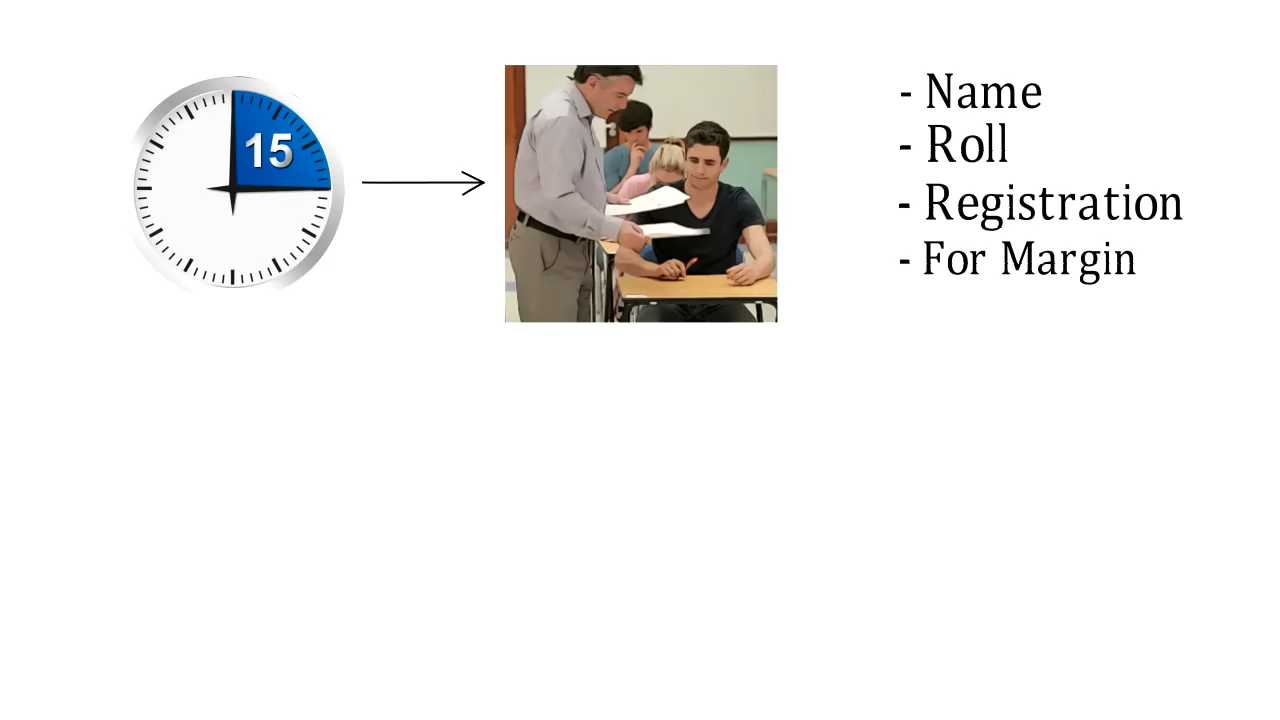 15
- Name
- Roll
- Registration
- For Margin